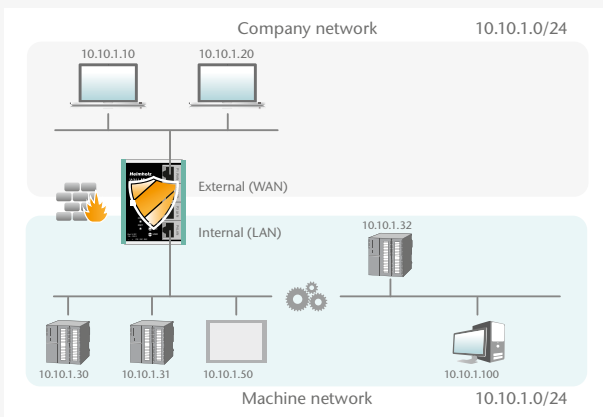 Company network 10.10.1.0/24
10.10.1.10 10.10.1.20
Helmholz
External (WAN)
Internal (LAN)
10.10.1.32
10.10.1.30 10.10.1.31 10.10.1.50 10.10.1.100
Machine network 10.10.1.0/24